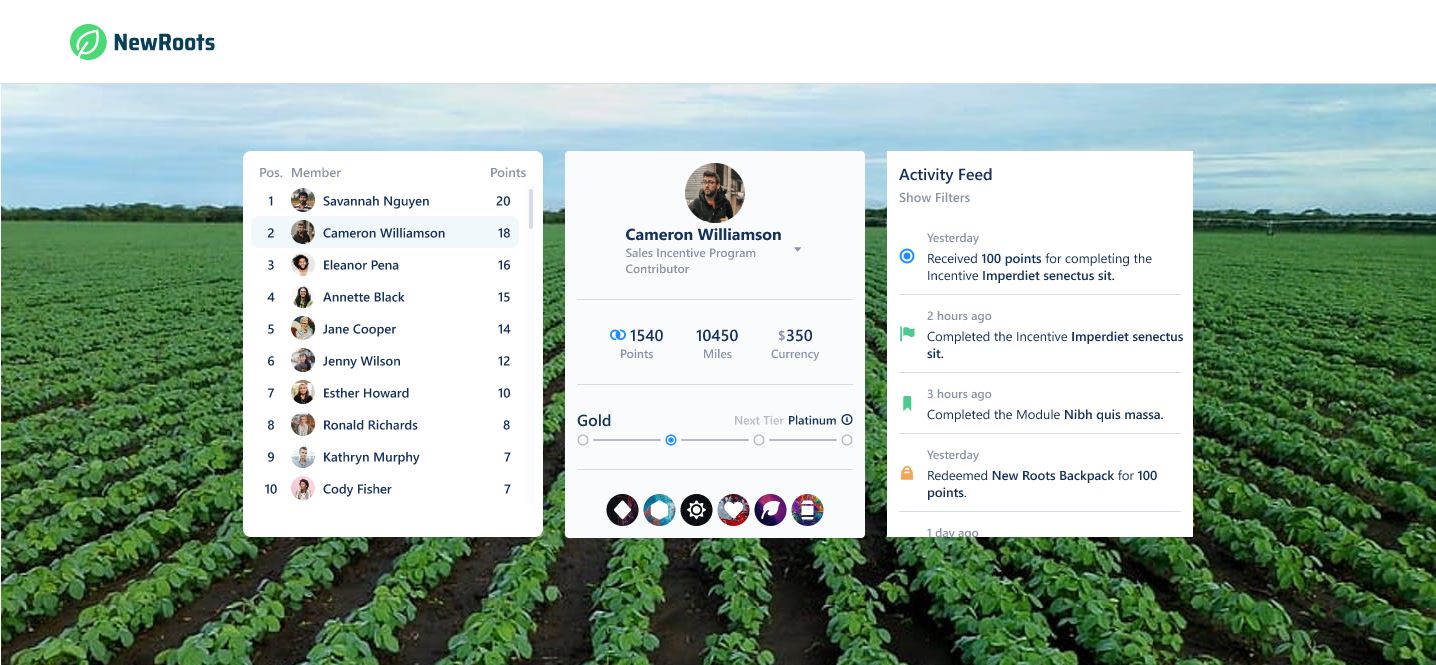 NewRoots
Pos. Member Points
1 Savannah Nguyen 20
2 Cameron Williamson 18
3 Eleanor Pena 16
4 Annette Black 15
5 Jane Cooper 14
6 Jenny Wilson 12
7 Esther Howard 10
8 Ronald Richards 8
9 Kathryn Murphy 7
10 Cody Fisher 7
Cameron Williamson
Sales Incentive Program
Contributor
1540 10450 $350
Points Miles Currency
Gold Next Tier Platinum
Activity Feed
Show Filters
Yesterday
Received 100 points for completing the
Incentive Imperdiet senectus sit.
2 hours ago
Completed the Incentive Imperdiet senectus
sit.
3 hours ago
Completed the Module Nibh quis massa.
Yesterday
Redeemed New Roots Backpack for 100
points.
1 day ago